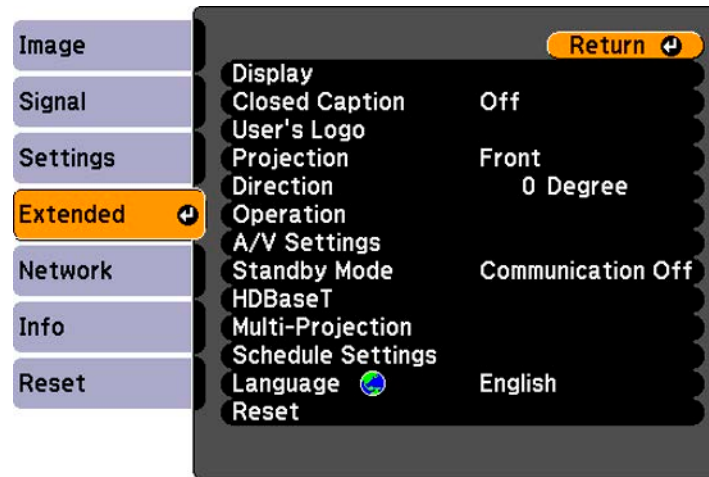 Image
Signal
Settings
Extended
Network
Info
Reset
Return
Display
Closed Caption Off
User's Logo
Projection Front
Direction 0 Degree
Operation
A/V Settings
Standby Mode Communication Off
HDBaseT
Multi-Projection
Schedule Settings
Language English
Reset